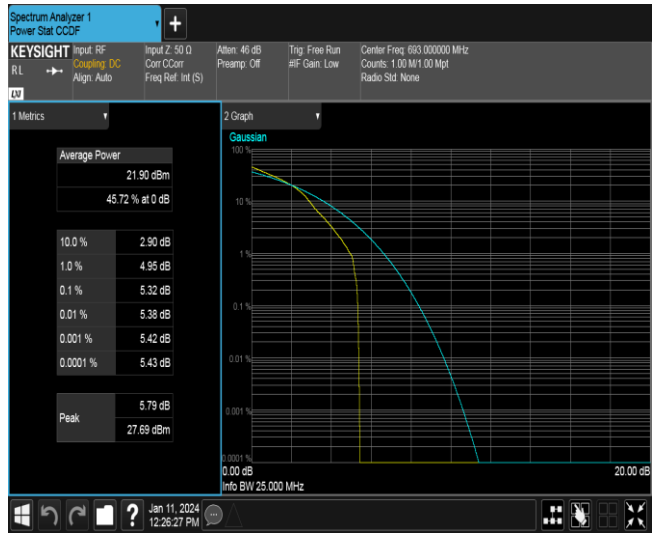 Spectrum Analyzer 1
Power Stat CCDF
+
KEYSIGHT
RL
LXI
Input: RF
Coupling: DC
Align: Auto
Input Z: 50 Ω
Corr CCorr
Freq Ref: Int (S)
Atten: 46 dB
Preamp: Off
Trig: Free Run
#IF Gain: Low
Center Freq: 693.000000 MHz
Counts: 1.00 M/1.00 Mpt
Radio Std: None
1 Metrics
Average Power
21.90 dBm
45.72 % at 0 dB
10.0 % 2.90 dB
1.0 % 4.95 dB
0.1 % 5.32 dB
0.01 % 5.38 dB
0.001 % 5.42 dB
0.0001 % 5.43 dB
Peak
5.79 dB
27.69 dBm
2 Graph
Gaussian
100 %
10 %
1 %
0.1 %
0.01 %
0.001 %
0.0001 %
0.00 dB 20.00 dB
Info BW 25.000 MHz
?
Jan 11, 2024
12:26:27 PM